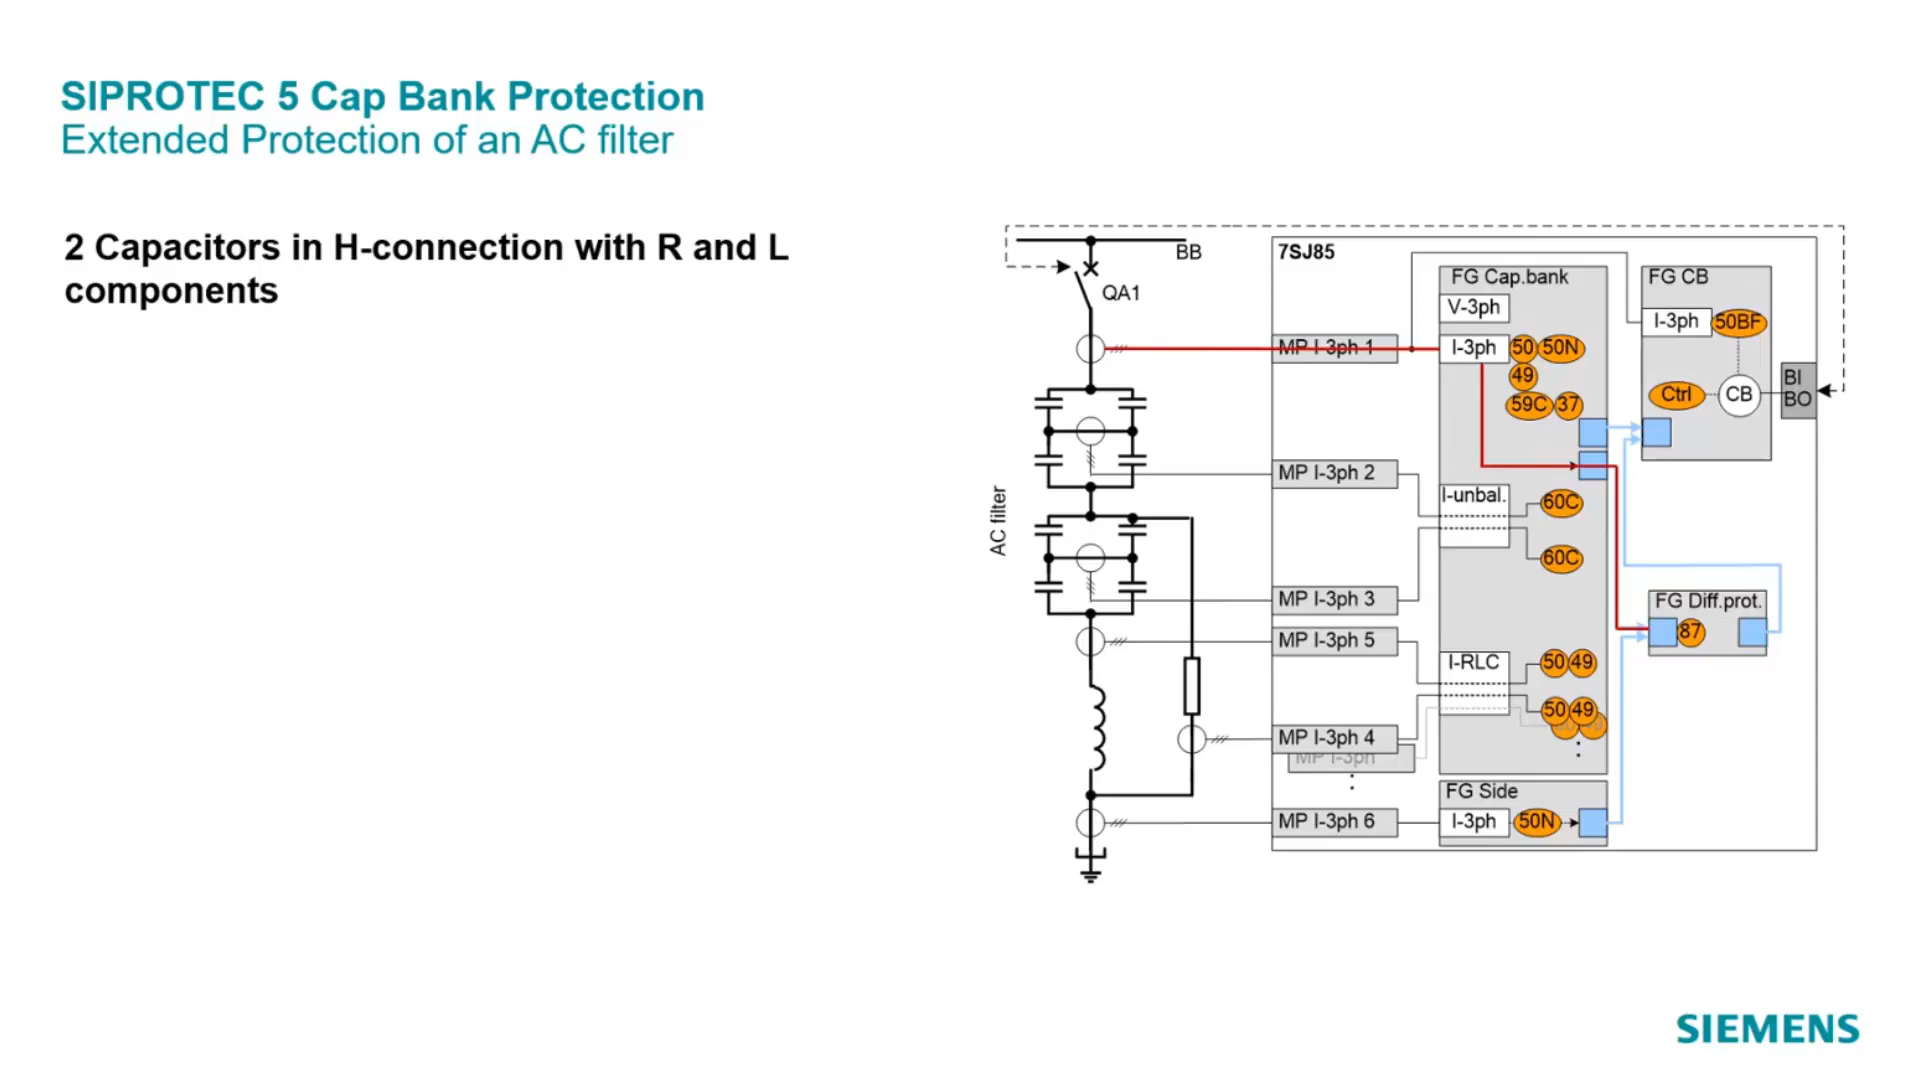 SIPROTEC 5 Cap Bank Protection
Extended Protection of an AC filter
2 Capacitors in H-connection with R and L
components
BB
QA1
AC filter
7SJ85
FG Cap.bank
V-3ph
MP I-3ph 1
I-3ph
50
50N
49
59C
37
FG CB
I-3ph
50BF
Ctrl
CB
BI
BO
MP I-3ph 2
I-unbal.
60C
60C
MP I-3ph 3
MP I-3ph 5
I-RLC
50
49
50
49
MP I-3ph 4
MP I-3ph
FG Diff.prot.
87
FG Side
MP I-3ph 6
I-3ph
50N
SIEMENS